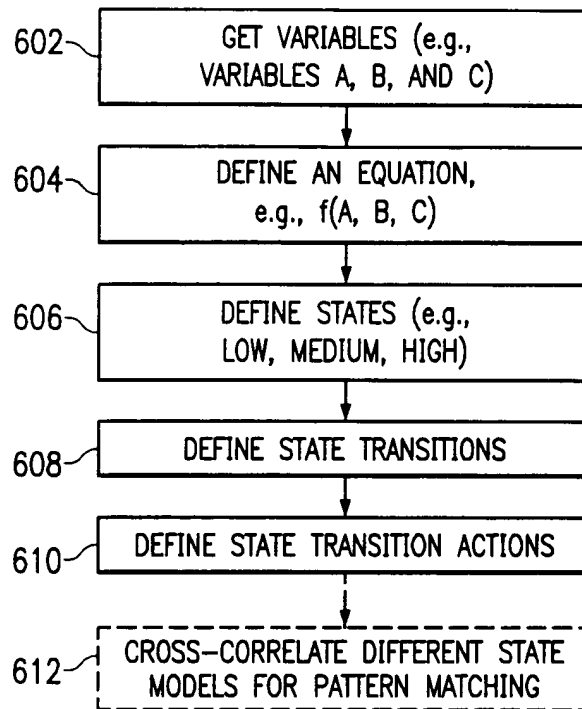 602
GET VARIABLES (e.g.,
VARIABLES A, B, AND C)
604
DEFINE AN EQUATION,
e.g., f(A, B, C)
606
DEFINE STATES (e.g.,
LOW, MEDIUM, HIGH)
608
DEFINE STATE TRANSITIONS
610
DEFINE STATE TRANSITION ACTIONS
612
CROSS-CORRELATE DIFFERENT STATE
MODELS FOR PATTERN MATCHING